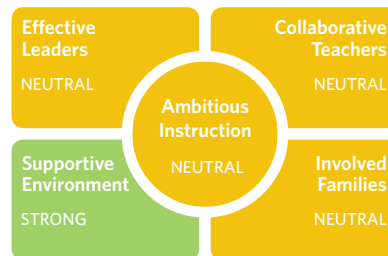 Effective
Leaders
NEUTRAL
Collaborative
Teachers
NEUTRAL
Ambitious
Instruction
NEUTRAL
Supportive
Environment
STRONG
Involved
Families
NEUTRAL